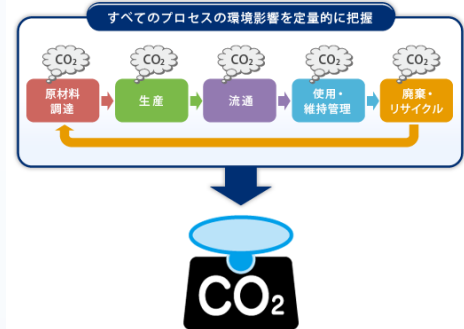 すべてのプロセスの環境影響を定量的に把握
CO₂ CO₂ CO₂ CO₂ CO₂
原材料
調達
生産
流通
使用・
維持管理
廃棄・
リサイクル
CO₂